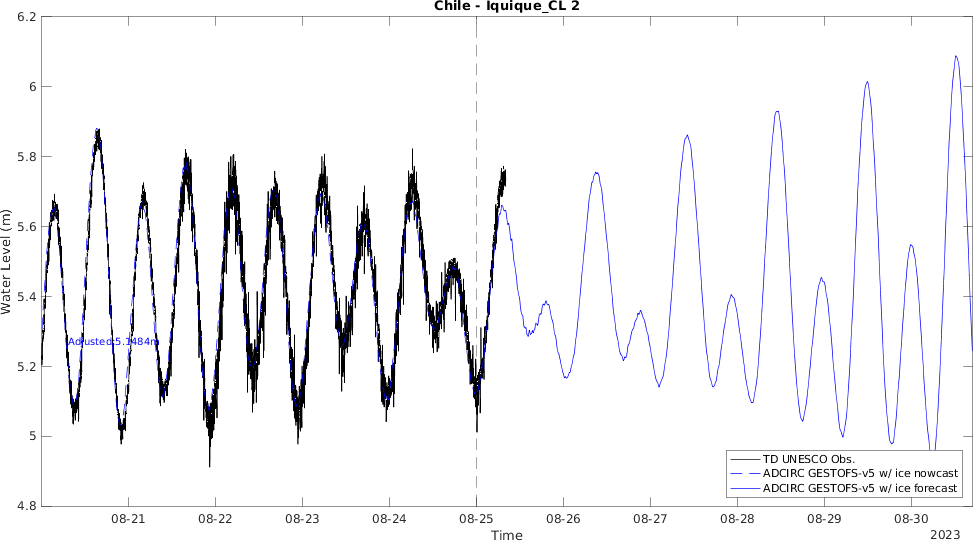 Chile - Iquique_CL 2
6.2
6
5.8
5.6
5.4
5.2
5
4.8
Water Level (m)
Adjusted:5.1484m
TD UNESCO Obs.
ADCIRC GESTOFS-v5 w/ ice nowcast
ADCIRC GESTOFS-v5 w/ ice forecast
08-21 08-22 08-23 08-24 08-25 08-26 08-27 08-28 08-29 08-30
Time
2023